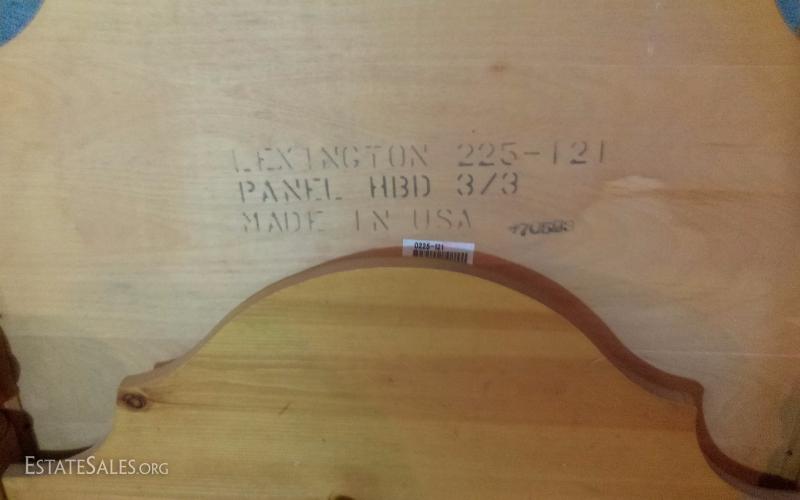 LEXINGTON 225-121
PANEL HBD 3/3
MADE IN USA
0225-121
ESTATESALES.ORG